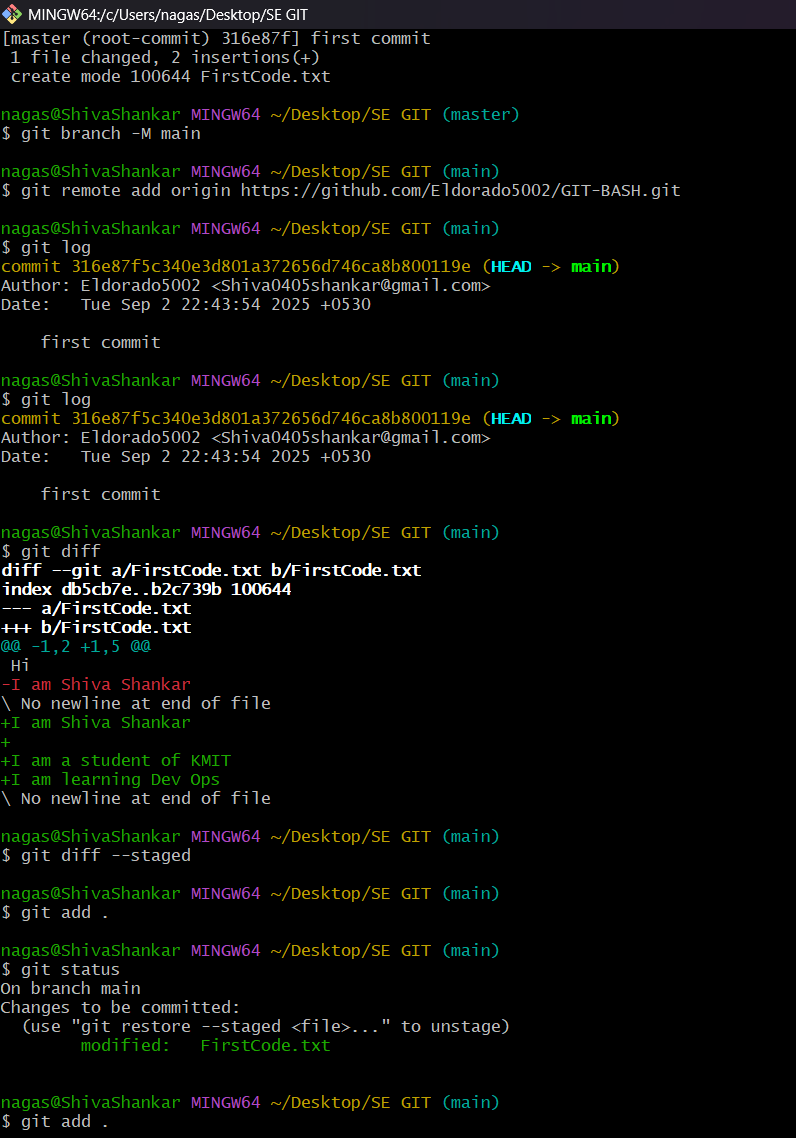 MINGW64:/c/Users/nagas/Desktop/SE GIT
[master (root-commit) 316e87f] first commit
 1 file changed, 2 insertions(+)
 create mode 100644 FirstCode.txt

nagas@ShivaShankar MINGW64 ~/Desktop/SE GIT (master)
$ git branch -M main

nagas@ShivaShankar MINGW64 ~/Desktop/SE GIT (main)
$ git remote add origin https://github.com/Eldorado5002/GIT-BASH.git

nagas@ShivaShankar MINGW64 ~/Desktop/SE GIT (main)
$ git log
commit 316e87f5c340e3d801a372656d746ca8b800119e (HEAD -> main)
Author: Eldorado5002 <Shiva0405shankar@gmail.com>
Date:   Tue Sep 2 22:43:54 2025 +0530

    first commit

nagas@ShivaShankar MINGW64 ~/Desktop/SE GIT (main)
$ git log
commit 316e87f5c340e3d801a372656d746ca8b800119e (HEAD -> main)
Author: Eldorado5002 <Shiva0405shankar@gmail.com>
Date:   Tue Sep 2 22:43:54 2025 +0530

    first commit

nagas@ShivaShankar MINGW64 ~/Desktop/SE GIT (main)
$ git diff
diff --git a/FirstCode.txt b/FirstCode.txt
index db5cb7e..b2c739b 100644
--- a/FirstCode.txt
+++ b/FirstCode.txt
@@ -1,2 +1,5 @@
 Hi
-I am Shiva Shankar
\ No newline at end of file
+I am Shiva Shankar
+
+I am a student of KMIT
+I am learning Dev Ops
\ No newline at end of file

nagas@ShivaShankar MINGW64 ~/Desktop/SE GIT (main)
$ git diff --staged

nagas@ShivaShankar MINGW64 ~/Desktop/SE GIT (main)
$ git add .

nagas@ShivaShankar MINGW64 ~/Desktop/SE GIT (main)
$ git status
On branch main
Changes to be committed:
  (use "git restore --staged <file>..." to unstage)
        modified:   FirstCode.txt


nagas@ShivaShankar MINGW64 ~/Desktop/SE GIT (main)
$ git add .